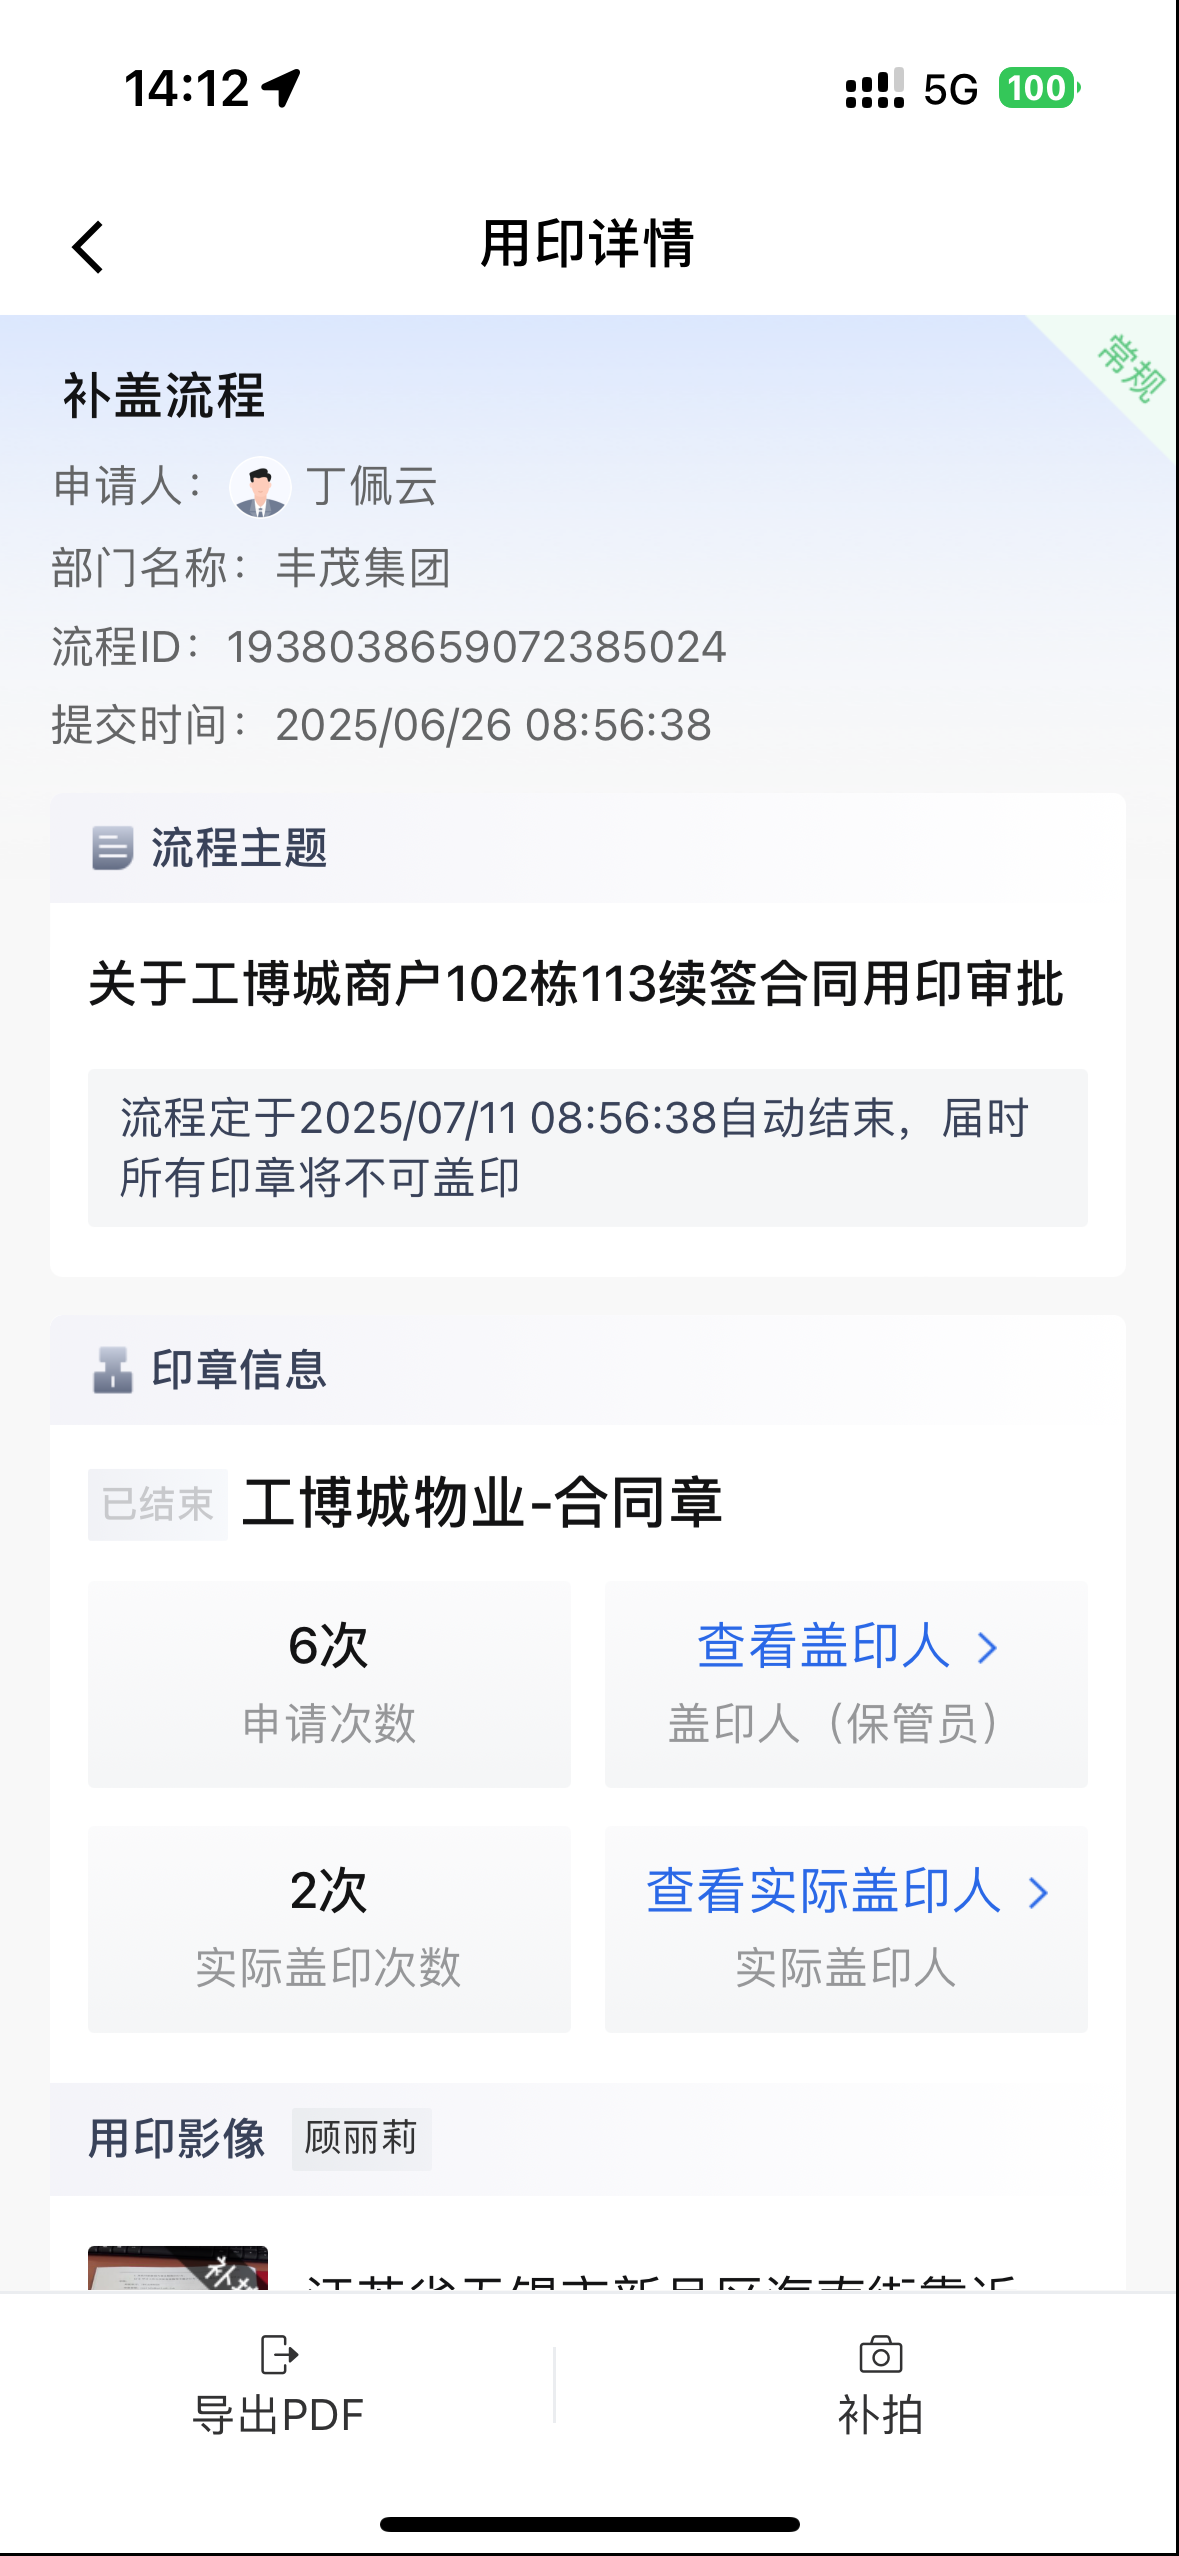 14:12
5G 100
用印详情
常规
补盖流程
申请人： 丁佩云
部门名称： 丰茂集团
流程ID： 1938038659072385024
提交时间： 2025/06/26 08:56:38
流程主题
关于工博城商户102栋113续签合同用印审批
流程定于2025/07/11 08:56:38自动结束，届时
所有印章将不可盖印
印章信息
已结束 工博城物业-合同章
6次
申请次数
查看盖印人
盖印人（保管员）
2次
实际盖印次数
查看实际盖印人
实际盖印人
用印影像 顾丽莉
导出PDF
补拍